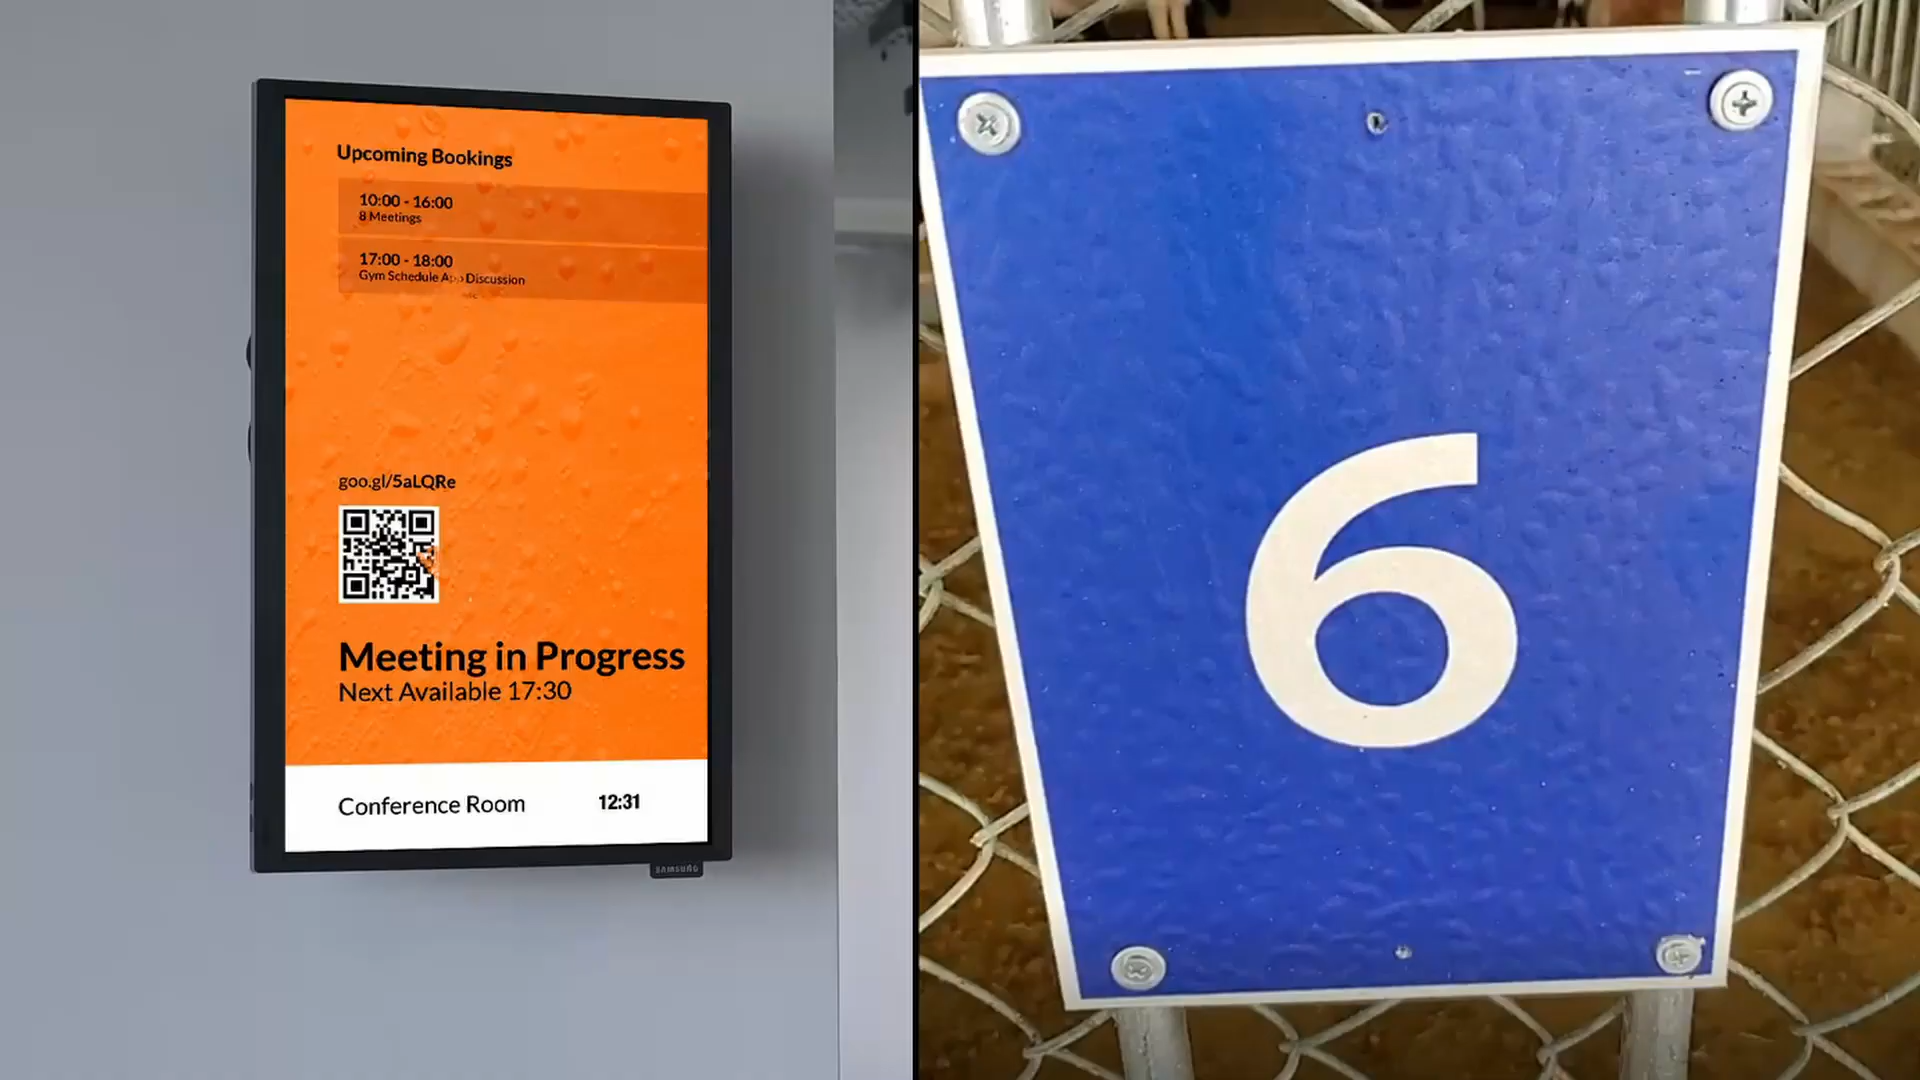 Upcoming Bookings
10:00 - 16:00
8 Meetings
17:00 - 18:00
Gym Schedule App Discussion
goo.gl/5aLQRe
Meeting in Progress
Next Available 17:30
Conference Room 12:31
SAMSUNG
6